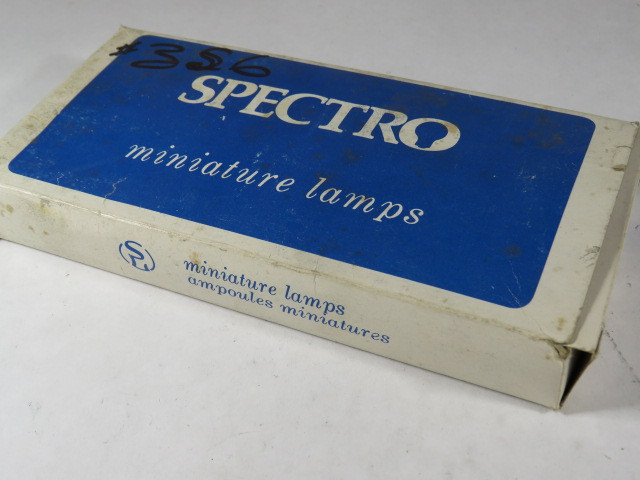 #356
SPECTRO
miniature lamps
miniature lamps
ampoules miniatures